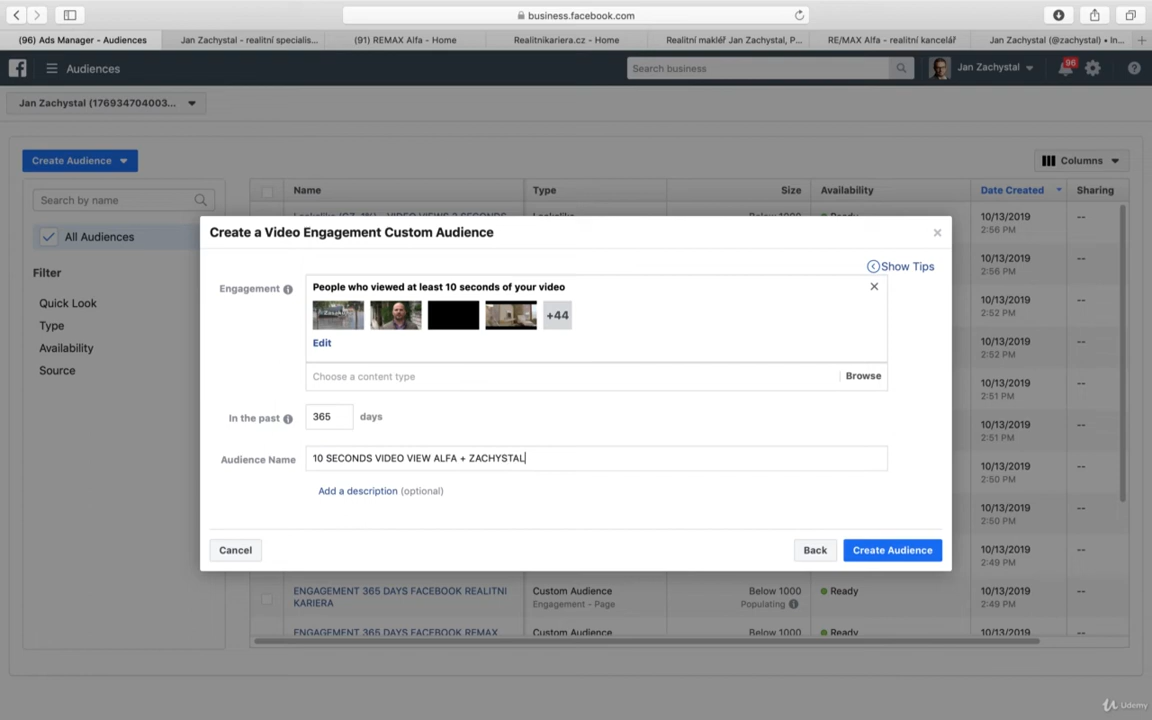 business.facebook.com
(96) Ads Manager - Audiences
Jan Zachystal - realitní specialis...
(91) REMAX Alfa - Home
Realitnikariera.cz - Home
Realitní makléř Jan Zachystal, P...
RE/MAX Alfa - realitní kancelář
Jan Zachystal (@zachystal) • In...
Audiences
Search business
Jan Zachystal
96
Jan Zachystal (176934704003...
Create Audience
Columns
Search by name
Name
Type
Size
Availability
Date Created
Sharing
All Audiences
Filter
Quick Look
Type
Availability
Source
10/13/2019
2:56 PM
--
10/13/2019
2:56 PM
--
10/13/2019
2:52 PM
--
10/13/2019
2:52 PM
--
10/13/2019
2:51 PM
--
10/13/2019
2:51 PM
--
10/13/2019
2:50 PM
--
10/13/2019
2:50 PM
--
10/13/2019
2:49 PM
--
Create a Video Engagement Custom Audience
Show Tips
Engagement
People who viewed at least 10 seconds of your video
+44
Edit
Choose a content type
Browse
In the past
365
days
Audience Name
10 SECONDS VIDEO VIEW ALFA + ZACHYSTAL
Add a description (optional)
Cancel
Back
Create Audience
ENGAGEMENT 365 DAYS FACEBOOK REALITNI
KARIERA
Custom Audience
Engagement – Page
Below 1000
Populating
Ready
10/13/2019
2:49 PM
--
ENGAGEMENT 365 DAYS FACEBOOK REMAX
Custom Audience
Below 1000
Ready
10/13/2019
--
Udemy